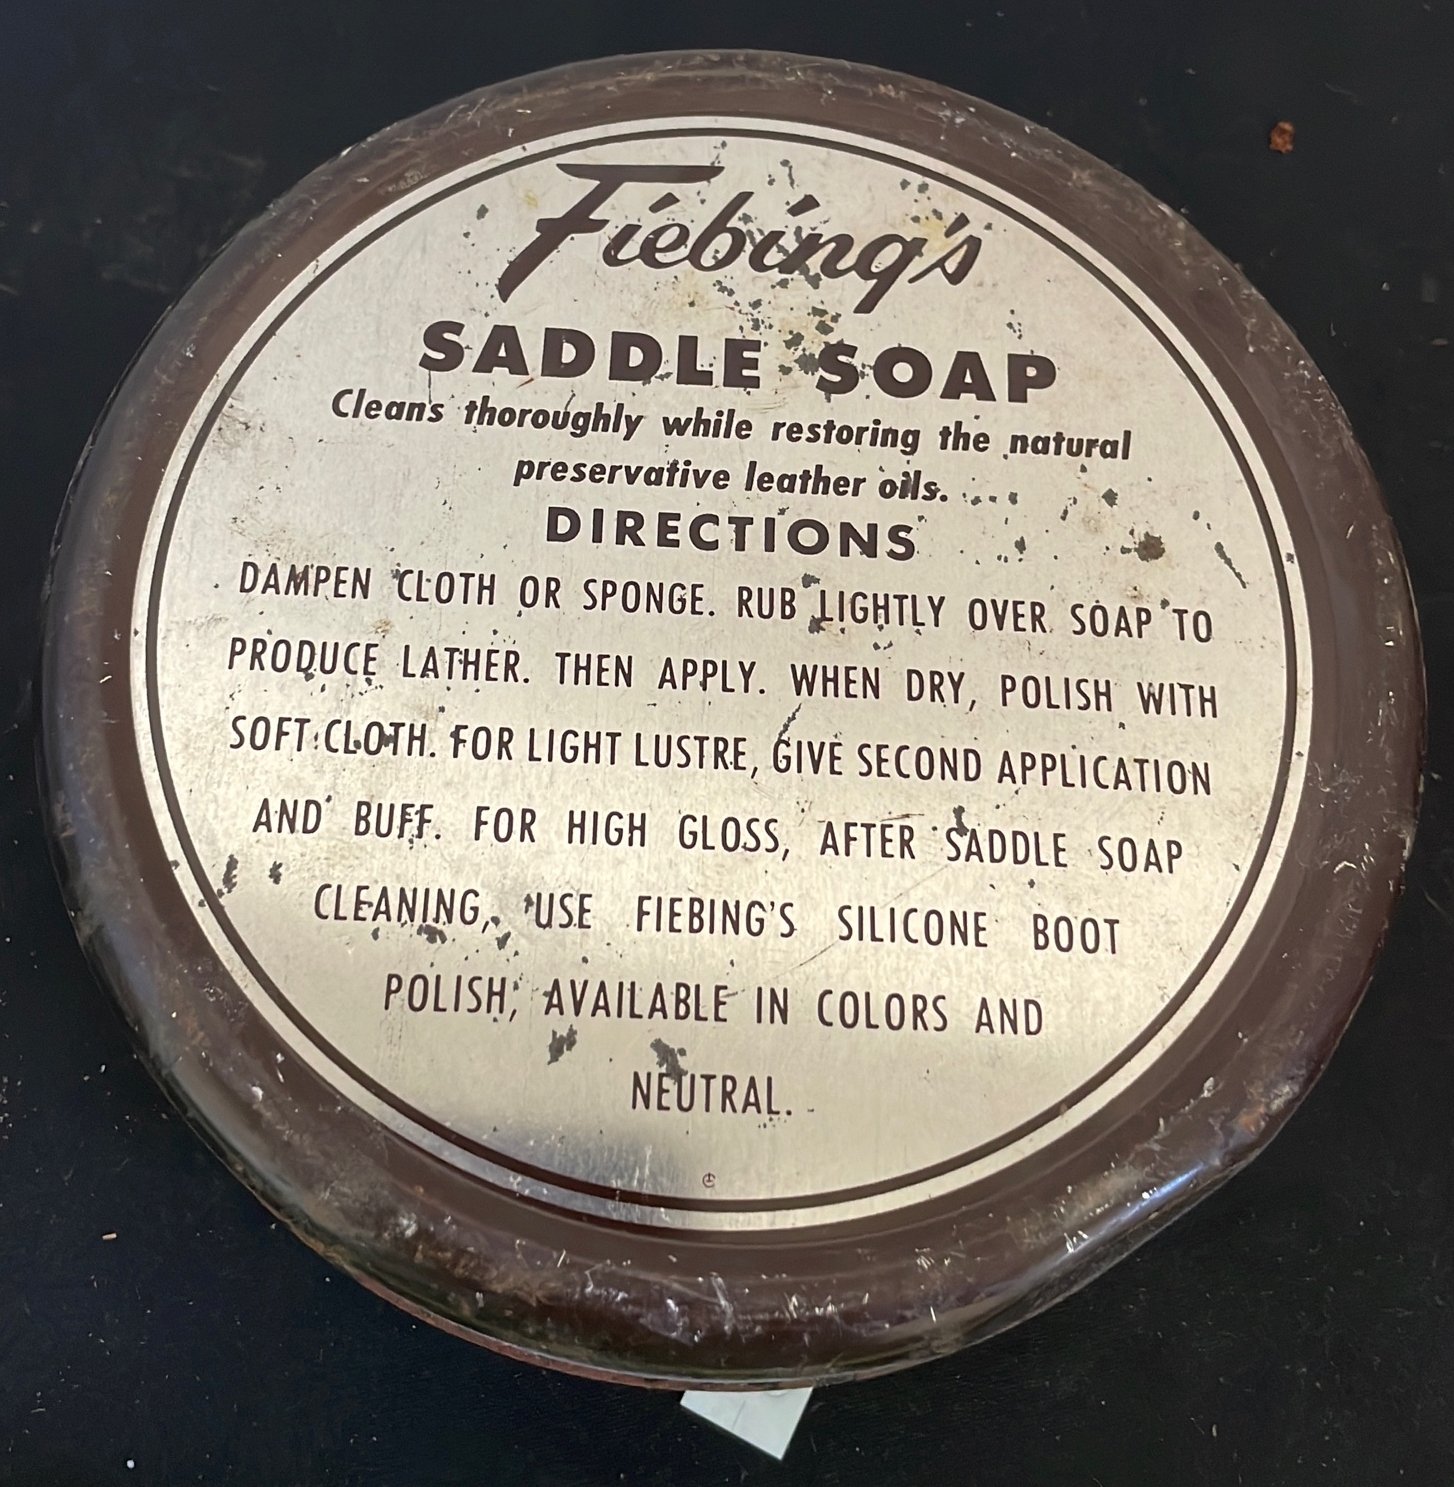 Fiebing's
SADDLE SOAP
Cleans thoroughly while restoring the natural
preservative leather oils.
DIRECTIONS
DAMPEN CLOTH OR SPONGE. RUB LIGHTLY OVER SOAP TO
PRODUCE LATHER. THEN APPLY. WHEN DRY, POLISH WITH
SOFT CLOTH. FOR LIGHT LUSTRE, GIVE SECOND APPLICATION
AND BUFF. FOR HIGH GLOSS, AFTER SADDLE SOAP
CLEANING, USE FIEBING'S SILICONE BOOT
POLISH, AVAILABLE IN COLORS AND
NEUTRAL.